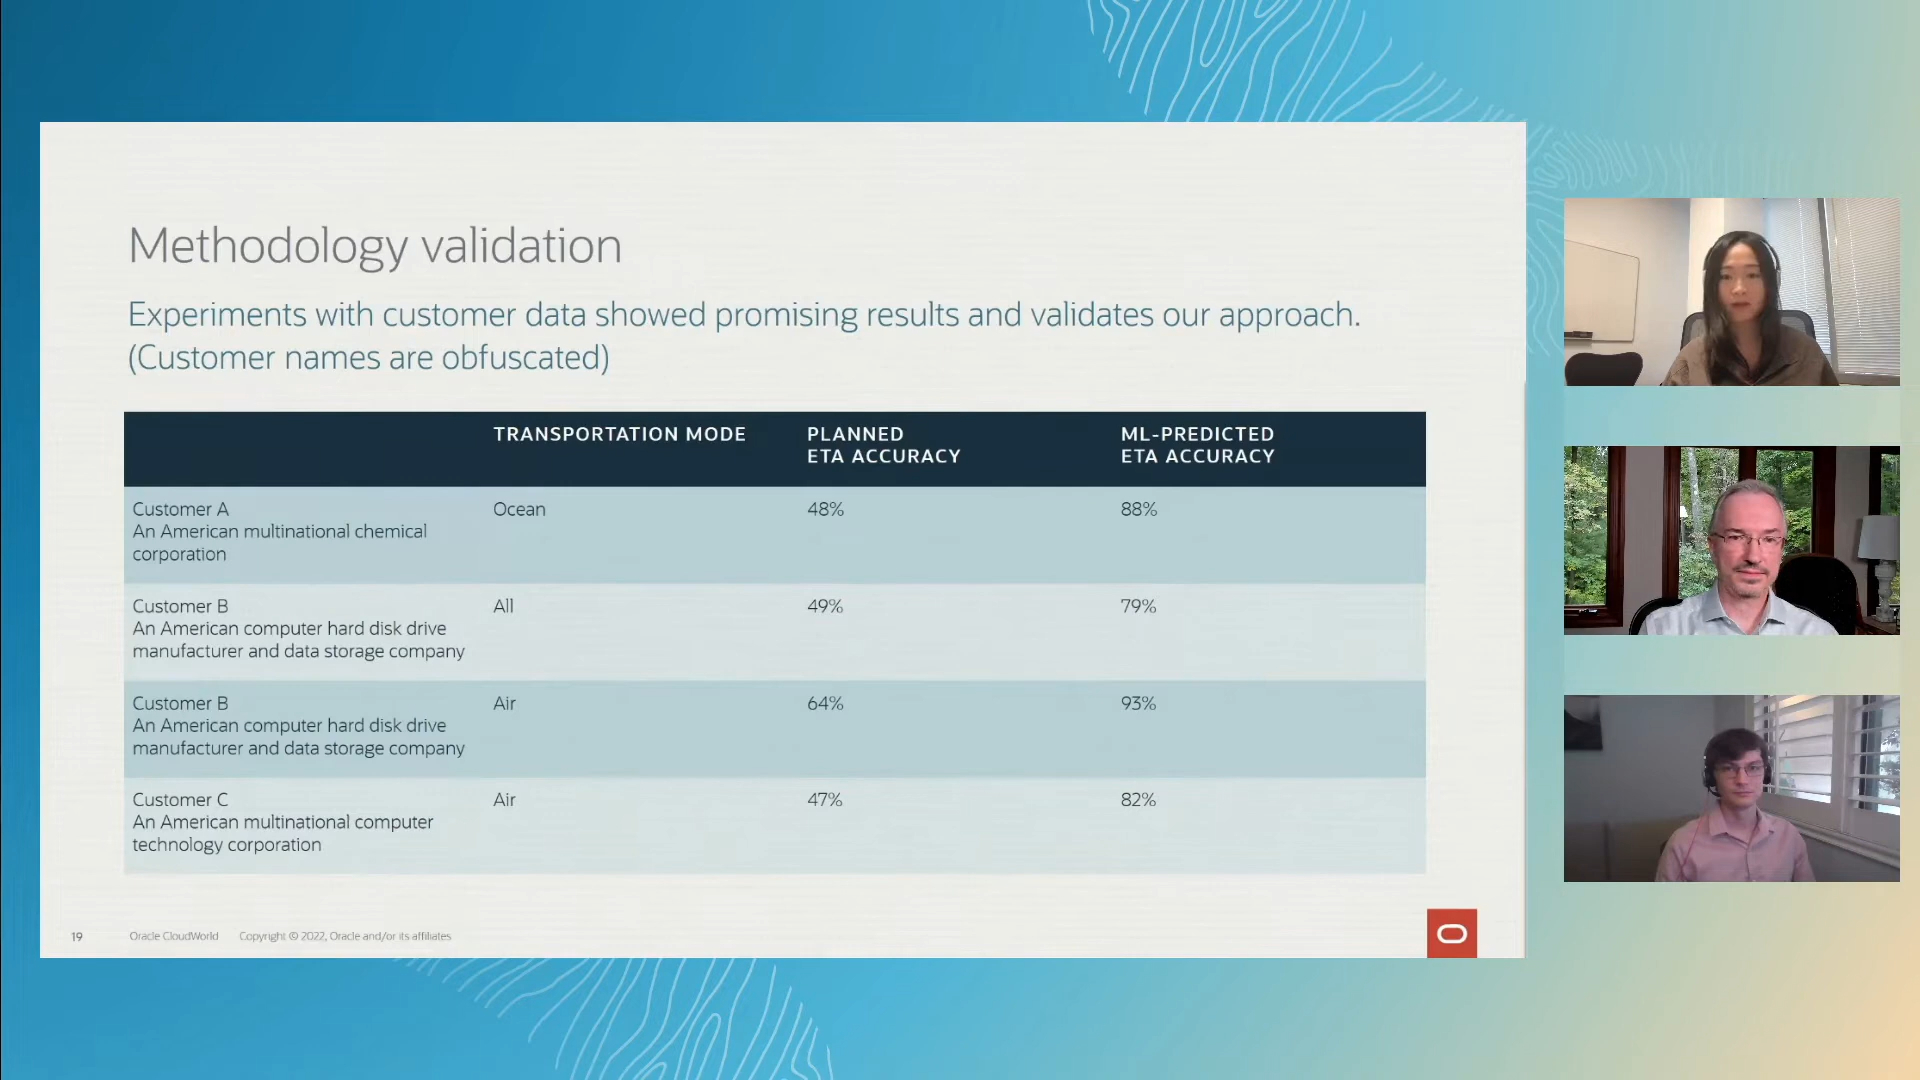 Methodology validation
Experiments with customer data showed promising results and validates our approach.
(Customer names are obfuscated)
TRANSPORTATION MODE
PLANNED
ETA ACCURACY
ML-PREDICTED
ETA ACCURACY
Customer A
An American multinational chemical
corporation
Ocean
48%
88%
Customer B
An American computer hard disk drive
manufacturer and data storage company
All
49%
79%
Customer B
An American computer hard disk drive
manufacturer and data storage company
Air
64%
93%
Customer C
An American multinational computer
technology corporation
Air
47%
82%
19
Oracle CloudWorld
Copyright © 2022, Oracle and/or its affiliates